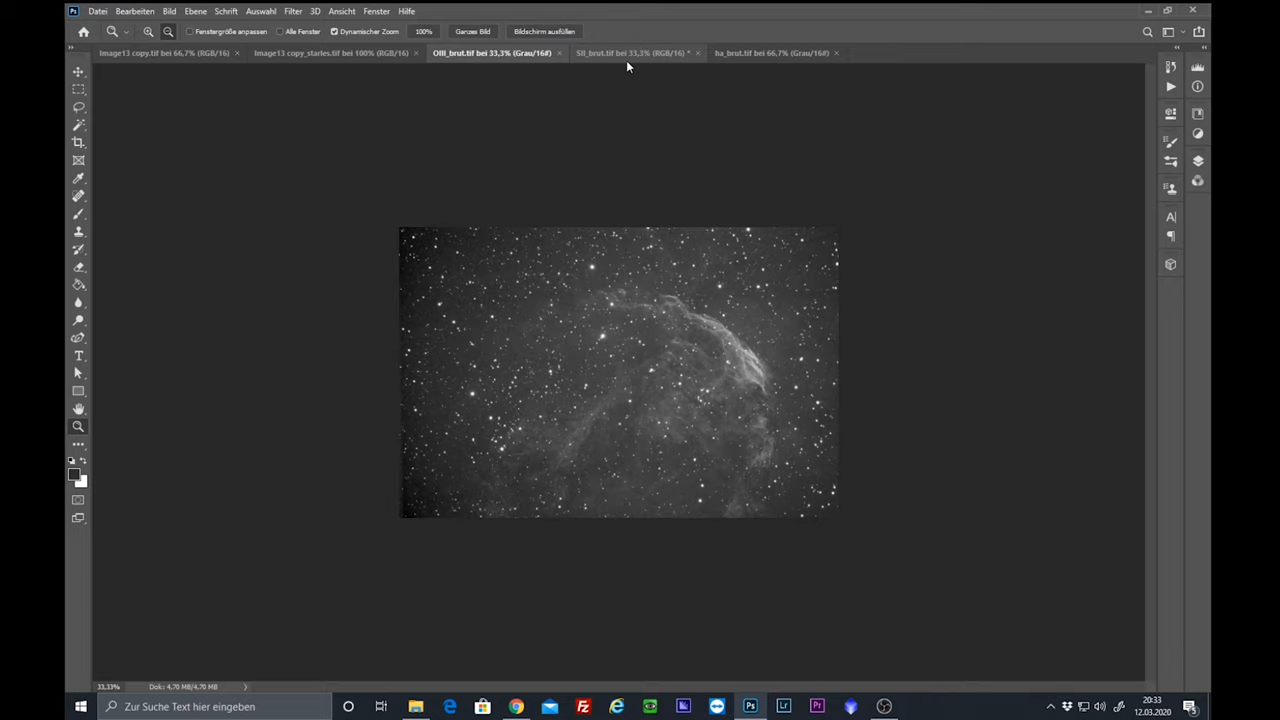 Ps Datei Bearbeiten Bild Ebene Schrift Auswahl Filter 3D Ansicht Fenster Hilfe
Fenstergröße anpassen Alle Fenster Dynamischer Zoom 100% Ganzes Bild Bildschirm ausfüllen
Image13 copy.tif bei 66,7% (RGB/16) × Image13 copy_starles.tif bei 100% (RGB/16) × OIII_brut.tif bei 33,3% (Grau/16#) × SII_brut.tif bei 33,3% (RGB/16) * × ha_brut.tif bei 66,7% (Grau/16#) ×
33,33% Dok: 4,70 MB/4,70 MB
Zur Suche Text hier eingeben
20:33
12.03.2020